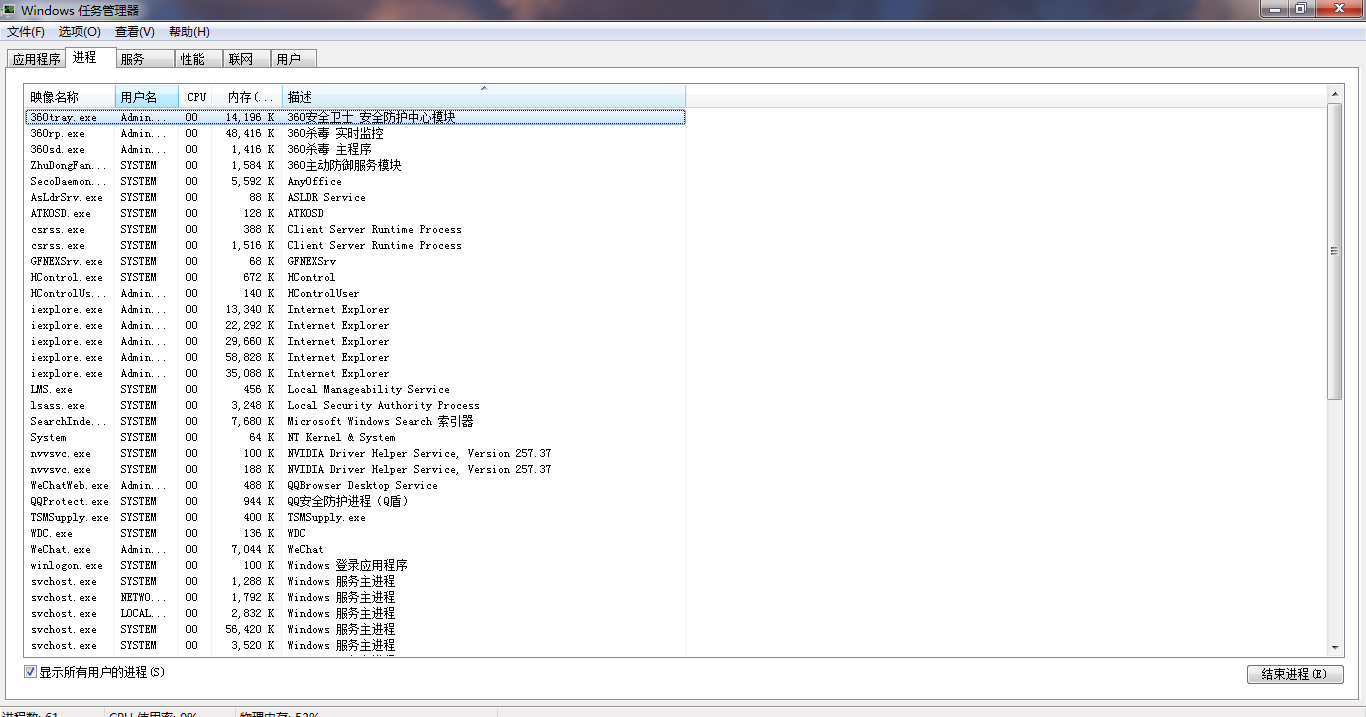 Windows 任务管理器
文件(F) 选项(O) 查看(V) 帮助(H)
应用程序 进程 服务 性能 联网 用户
映像名称 用户名 CPU 内存(... 描述
360tray.exe Admin... 00 14,196 K 360安全卫士 安全防护中心模块
360rp.exe Admin... 00 48,416 K 360杀毒 实时监控
360sd.exe Admin... 00 1,416 K 360杀毒 主程序
ZhuDongFan... SYSTEM 00 1,584 K 360主动防御服务模块
SecoDaemon... SYSTEM 00 5,592 K AnyOffice
AsLdrSrv.exe SYSTEM 00 88 K ASLDR Service
ATKOSD.exe SYSTEM 00 128 K ATKOSD
csrss.exe SYSTEM 00 388 K Client Server Runtime Process
csrss.exe SYSTEM 00 1,516 K Client Server Runtime Process
GFNEXSrv.exe SYSTEM 00 68 K GFNEXSrv
HControl.exe SYSTEM 00 672 K HControl
HControlUs... Admin... 00 140 K HControlUser
iexplore.exe Admin... 00 13,340 K Internet Explorer
iexplore.exe Admin... 00 22,292 K Internet Explorer
iexplore.exe Admin... 00 29,660 K Internet Explorer
iexplore.exe Admin... 00 58,828 K Internet Explorer
iexplore.exe Admin... 00 35,088 K Internet Explorer
LMS.exe SYSTEM 00 456 K Local Manageability Service
lsass.exe SYSTEM 00 3,248 K Local Security Authority Process
SearchInde... SYSTEM 00 7,680 K Microsoft Windows Search 索引器
System SYSTEM 00 64 K NT Kernel & System
nvvsvc.exe SYSTEM 00 100 K NVIDIA Driver Helper Service, Version 257.37
nvvsvc.exe SYSTEM 00 188 K NVIDIA Driver Helper Service, Version 257.37
WeChatWeb.exe Admin... 00 488 K QQBrowser Desktop Service
QQProtect.exe SYSTEM 00 944 K QQ安全防护进程（Q盾）
TSMSupply.exe SYSTEM 00 400 K TSMSupply.exe
WDC.exe SYSTEM 00 136 K WDC
WeChat.exe Admin... 00 7,044 K WeChat
winlogon.exe SYSTEM 00 100 K Windows 登录应用程序
svchost.exe SYSTEM 00 1,288 K Windows 服务主进程
svchost.exe NETWO... 00 1,792 K Windows 服务主进程
svchost.exe LOCAL... 00 2,832 K Windows 服务主进程
svchost.exe SYSTEM 00 56,420 K Windows 服务主进程
svchost.exe SYSTEM 00 3,520 K Windows 服务主进程
显示所有用户的进程(S) 结束进程(E)
进程数: 61 CPU 使用率: 0% 物理内存: 52%